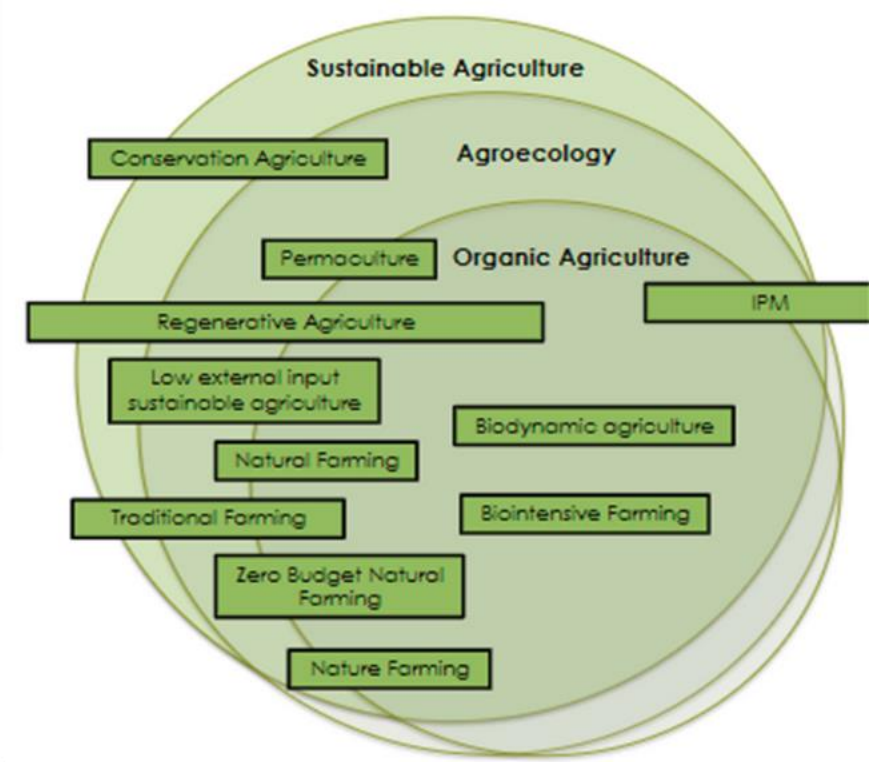 Sustainable Agriculture
Conservation Agriculture
Agroecology
Permaculture
Organic Agriculture
IPM
Regenerative Agriculture
Low external input
sustainable agriculture
Biodynamic agriculture
Natural Farming
Traditional Farming
Biointensive Farming
Zero Budget Natural
Farming
Nature Farming